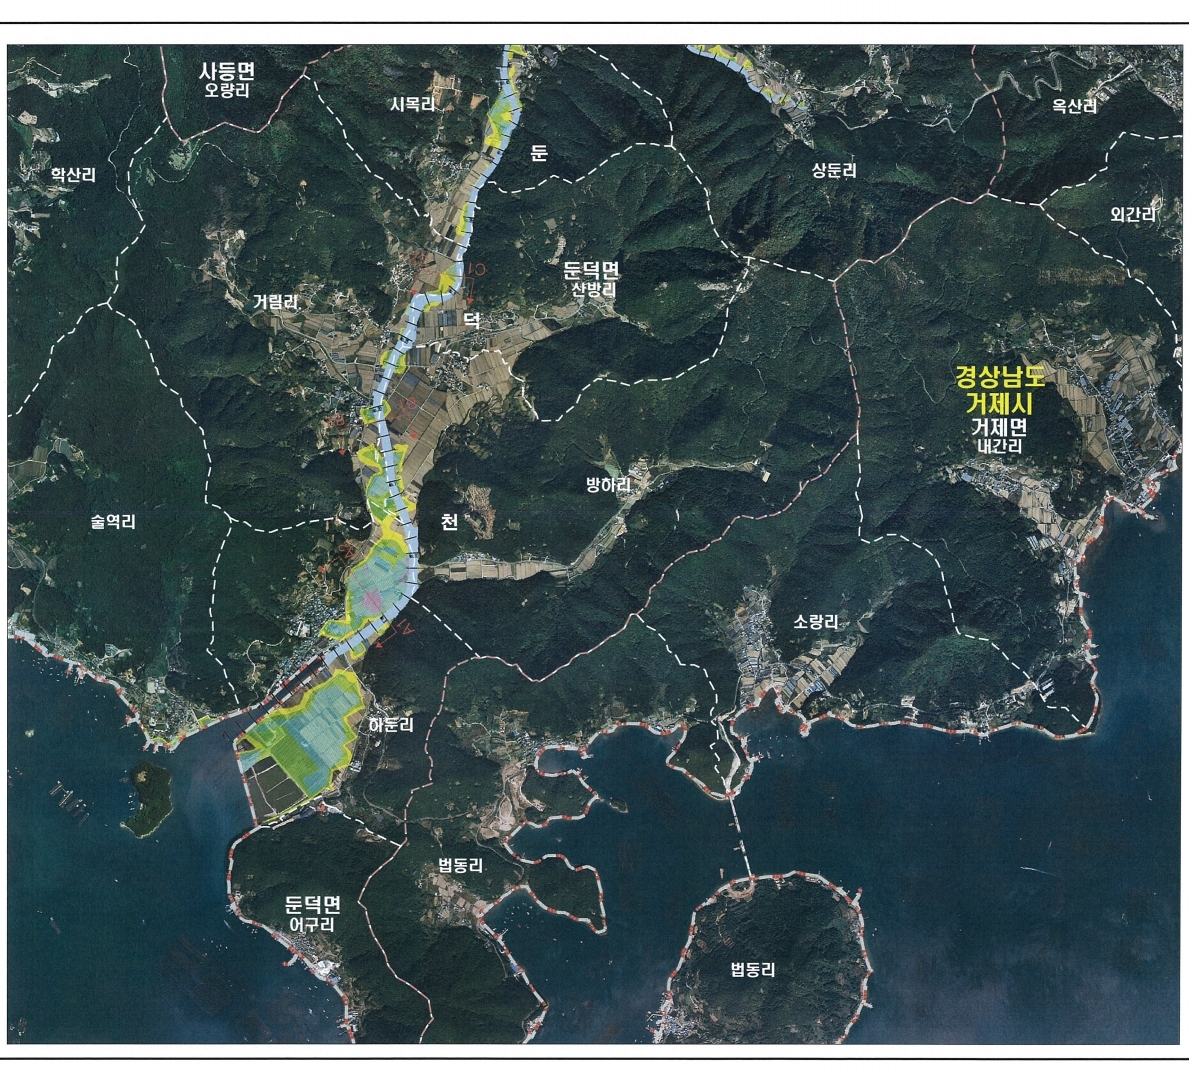 사등면
오량리
시목리
옥산리
둔
상둔리
학산리
외간리
둔덕면
산방리
거림리
덕
경상남도
거제시
거제면
내간리
방하리
술역리
천
소랑리
하둔리
법동리
둔덕면
어구리
법동리